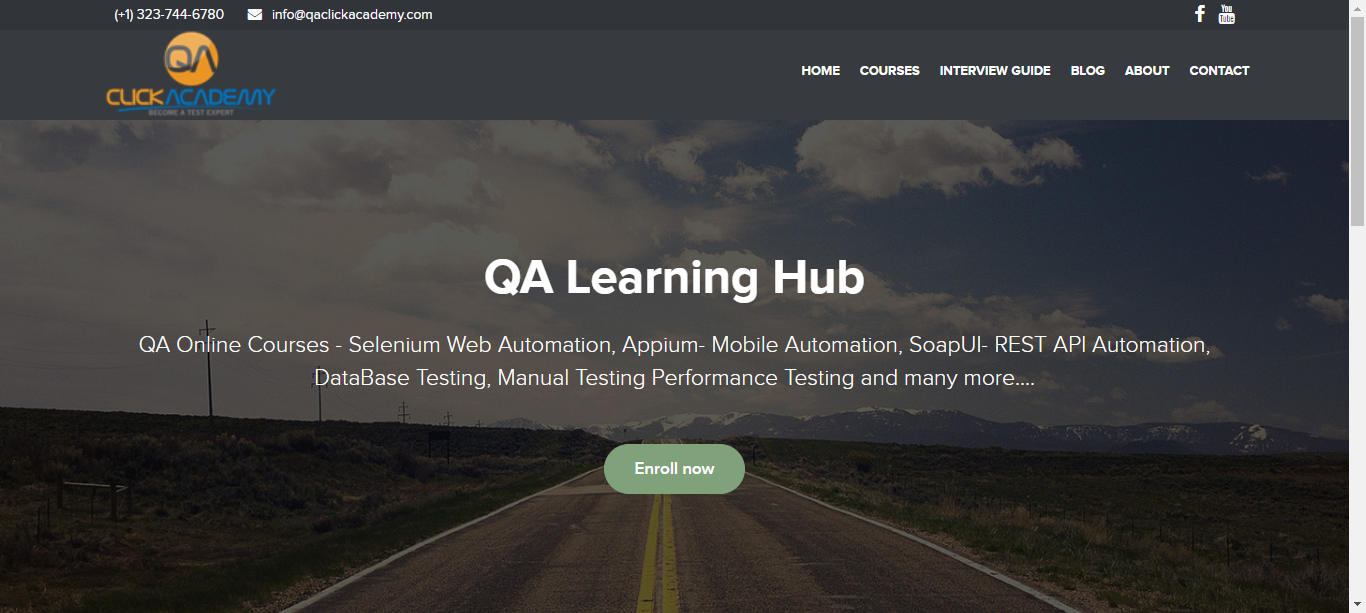 (+1) 323-744-6780 info@qaclickacademy.com
You
Tube
QA
CLICKACADEMY
BECOME A TEST EXPERT
HOME COURSES INTERVIEW GUIDE BLOG ABOUT CONTACT
QA Learning Hub
QA Online Courses - Selenium Web Automation, Appium- Mobile Automation, SoapUI- REST API Automation,
DataBase Testing, Manual Testing Performance Testing and many more....
Enroll now